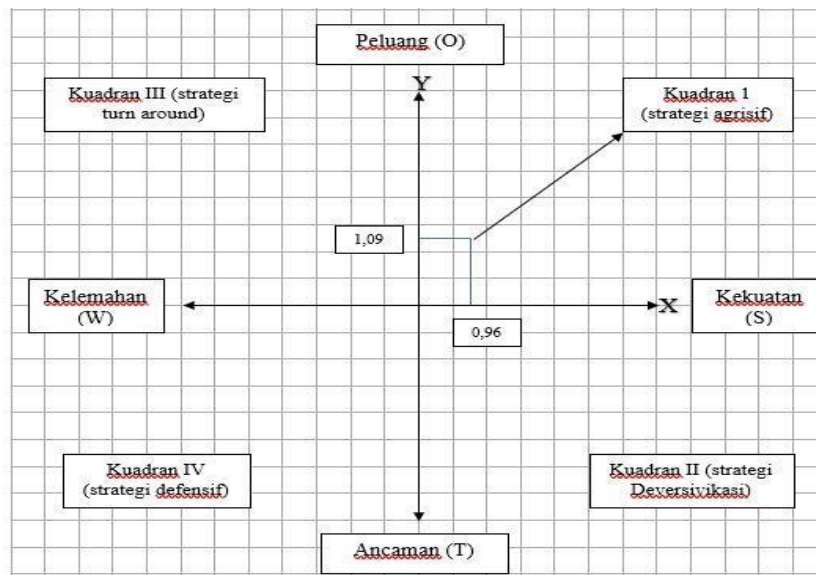 Peluang (O)
Y
Kuadran III (strategi
turn around)
Kuadran 1
(strategi agrisif)
1,09
Kelemahan
(W)
X
Kekuatan
(S)
0,96
Kuadran IV
(strategi defensif)
Kuadran II (strategi
Deversivikasi)
Ancaman (T)